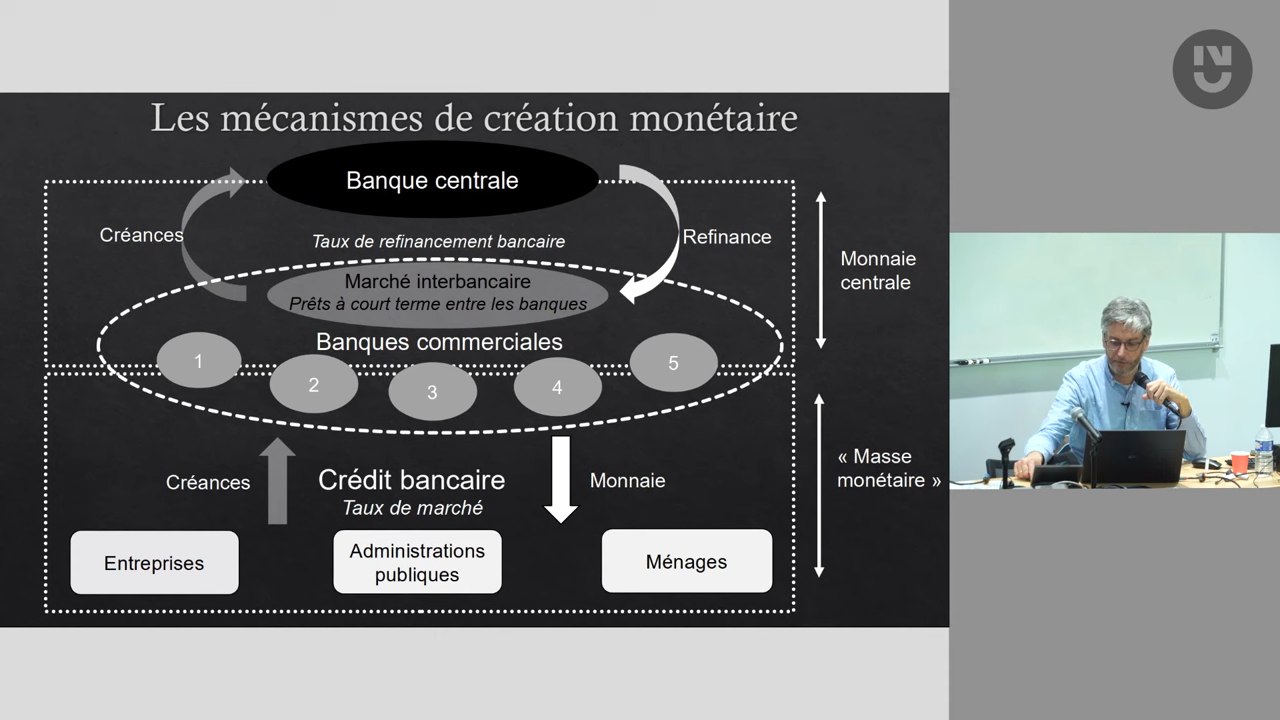 Les mécanismes de création monétaire
Banque centrale
Créances
Taux de refinancement bancaire
Refinance
Marché interbancaire
Prêts à court terme entre les banques
Monnaie
centrale
Banques commerciales
1
2
3
4
5
Créances
Crédit bancaire
Taux de marché
Monnaie
« Masse
monétaire »
Entreprises
Administrations
publiques
Ménages
INU